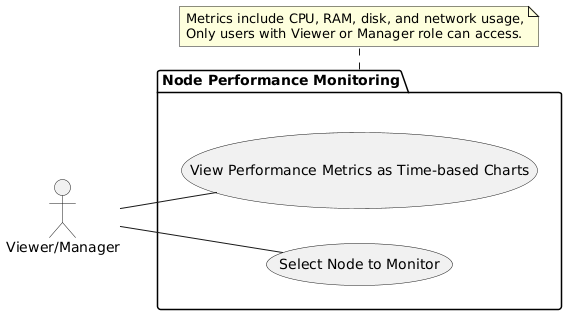 Metrics include CPU, RAM, disk, and network usage,
Only users with Viewer or Manager role can access.
Node Performance Monitoring
View Performance Metrics as Time-based Charts
Viewer/Manager
Select Node to Monitor